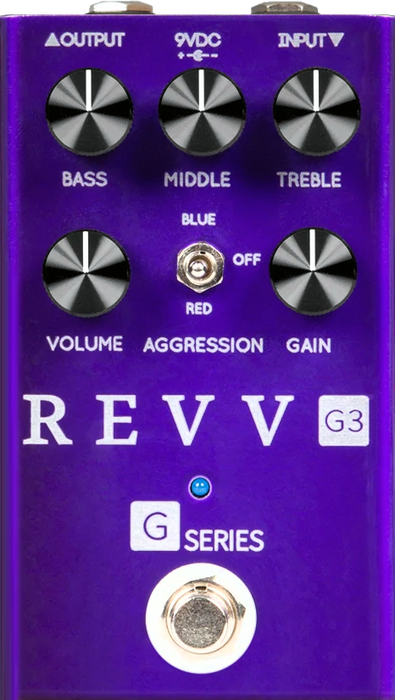 ▲OUTPUT 9VDC INPUT▼
BASS MIDDLE TREBLE
BLUE
OFF
RED
VOLUME AGGRESSION GAIN
REVV G3
G SERIES